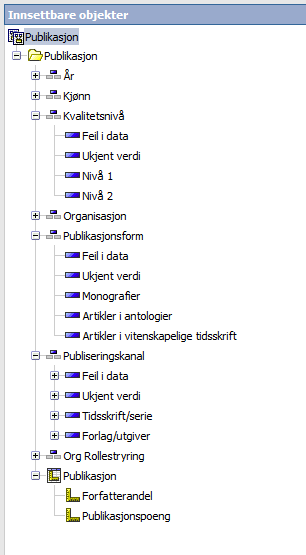 Innsettbare objekter
Publikasjon
Publikasjon
År
Kjønn
Kvalitetsnivå
Feil i data
Ukjent verdi
Nivå 1
Nivå 2
Organisasjon
Publikasjonsform
Feil i data
Ukjent verdi
Monografier
Artikler i antologier
Artikler i vitenskapelige tidsskrift
Publiseringskanal
Feil i data
Ukjent verdi
Tidsskrift/serie
Forlag/utgiver
Org Rollestryring
Publikasjon
Forfatterandel
Publikasjonspoeng